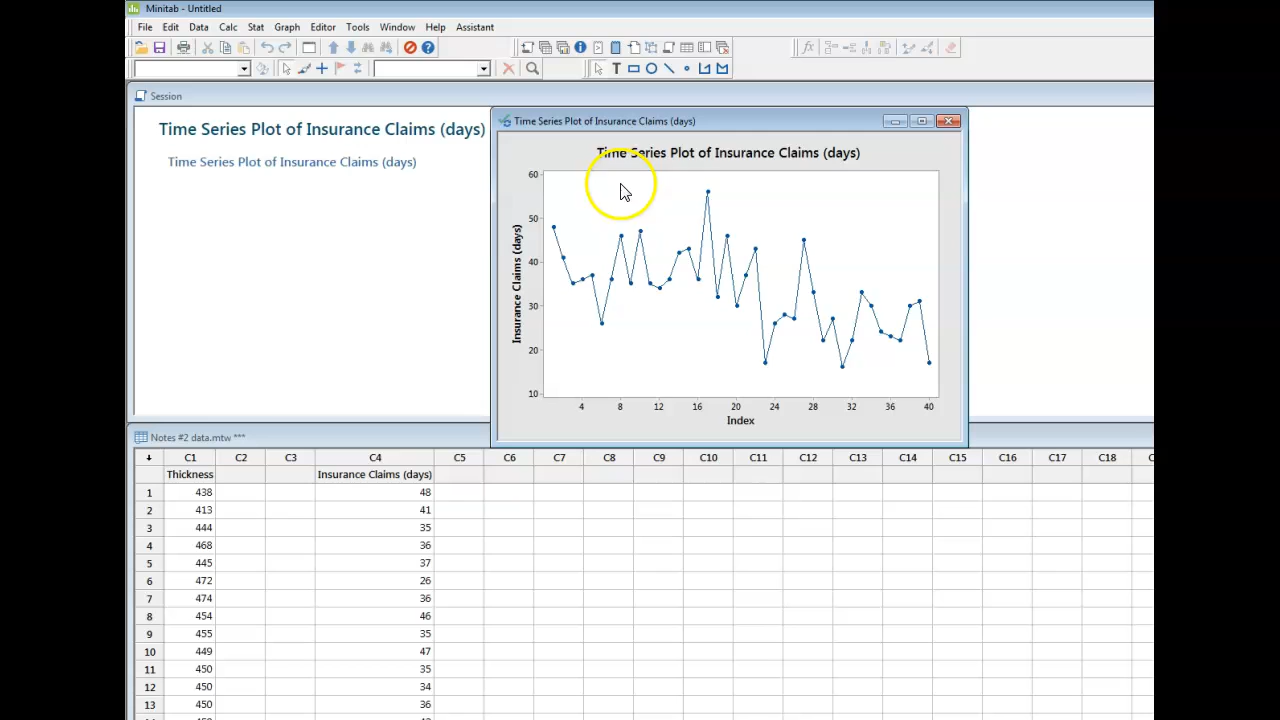 Minitab - Untitled
File Edit Data Calc Stat Graph Editor Tools Window Help Assistant
Session
Time Series Plot of Insurance Claims (days)
Time Series Plot of Insurance Claims (days)
Time Series Plot of Insurance Claims (days)
Time Series Plot of Insurance Claims (days)
60
50
40
30
20
10
Insurance Claims (days)
4 8 12 16 20 24 28 32 36 40
Index
Notes #2 data.mtw ***
C1 C2 C3 C4 C5 C6 C7 C8 C9 C10 C11 C12 C13 C14 C15 C16 C17 C18
Thickness Insurance Claims (days)
1 438 48
2 413 41
3 444 35
4 468 36
5 445 37
6 472 26
7 474 36
8 454 46
9 455 35
10 449 47
11 450 35
12 450 34
13 450 36